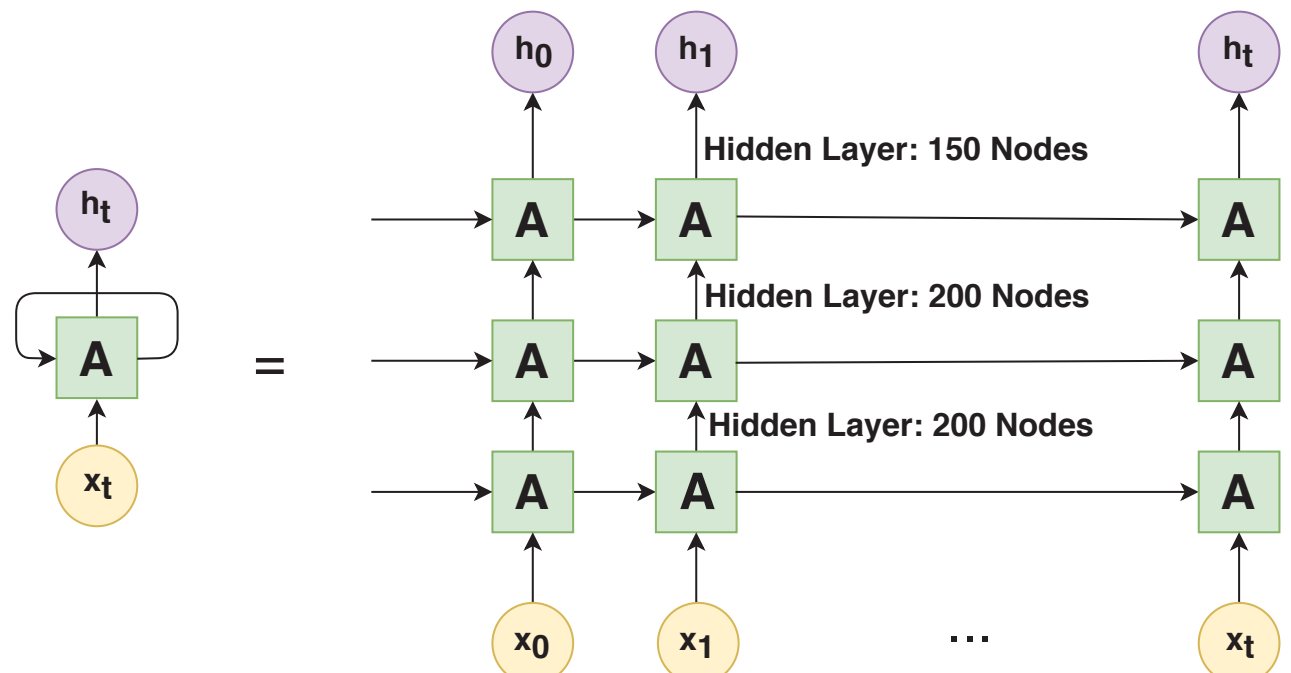 h0 h1 ht
Hidden Layer: 150 Nodes
ht
A A A
Hidden Layer: 200 Nodes
A = A A A
Hidden Layer: 200 Nodes
xt
A A A
x0 x1 ... xt